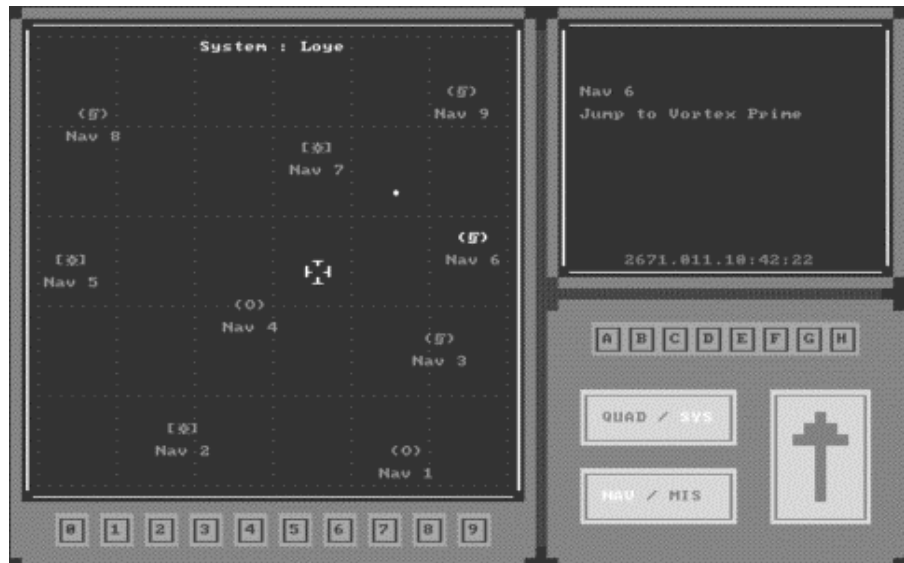 System : Loye
(§)
Nav 9
(§)
Nav 8
[☼]
Nav 7
(§)
Nav 6
[☼]
Nav 5
(O)
Nav 4
(§)
Nav 3
[☼]
Nav 2
(O)
Nav 1
0 1 2 3 4 5 6 7 8 9
Nav 6
Jump to Vortex Prime
2671.011.10:42:22
A B C D E F G H
QUAD / SYS
NAV / MIS